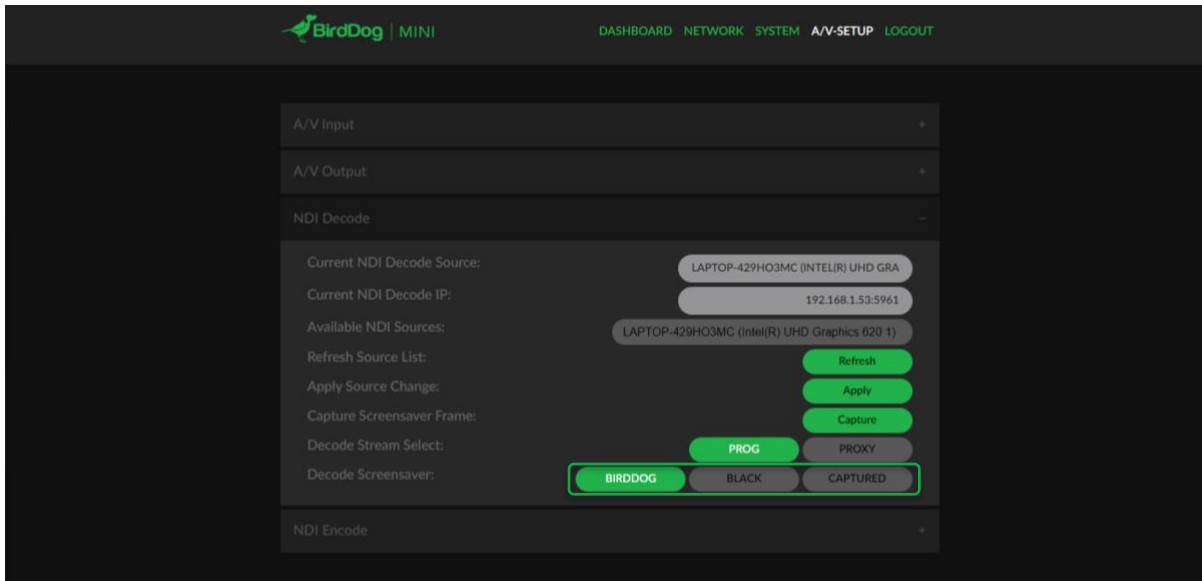 BirdDog | MINI
DASHBOARD NETWORK SYSTEM A/V-SETUP LOGOUT
A/V Input +
A/V Output +
NDI Decode -
Current NDI Decode Source: LAPTOP-429HO3MC (INTEL(R) UHD GRA
Current NDI Decode IP: 192.168.1.53:5961
Available NDI Sources: LAPTOP-429HO3MC (Intel(R) UHD Graphics 620 1)
Refresh Source List: Refresh
Apply Source Change: Apply
Capture Screensaver Frame: Capture
Decode Stream Select: PROG PROXY
Decode Screensaver: BIRDDOG BLACK CAPTURED
NDI Encode +